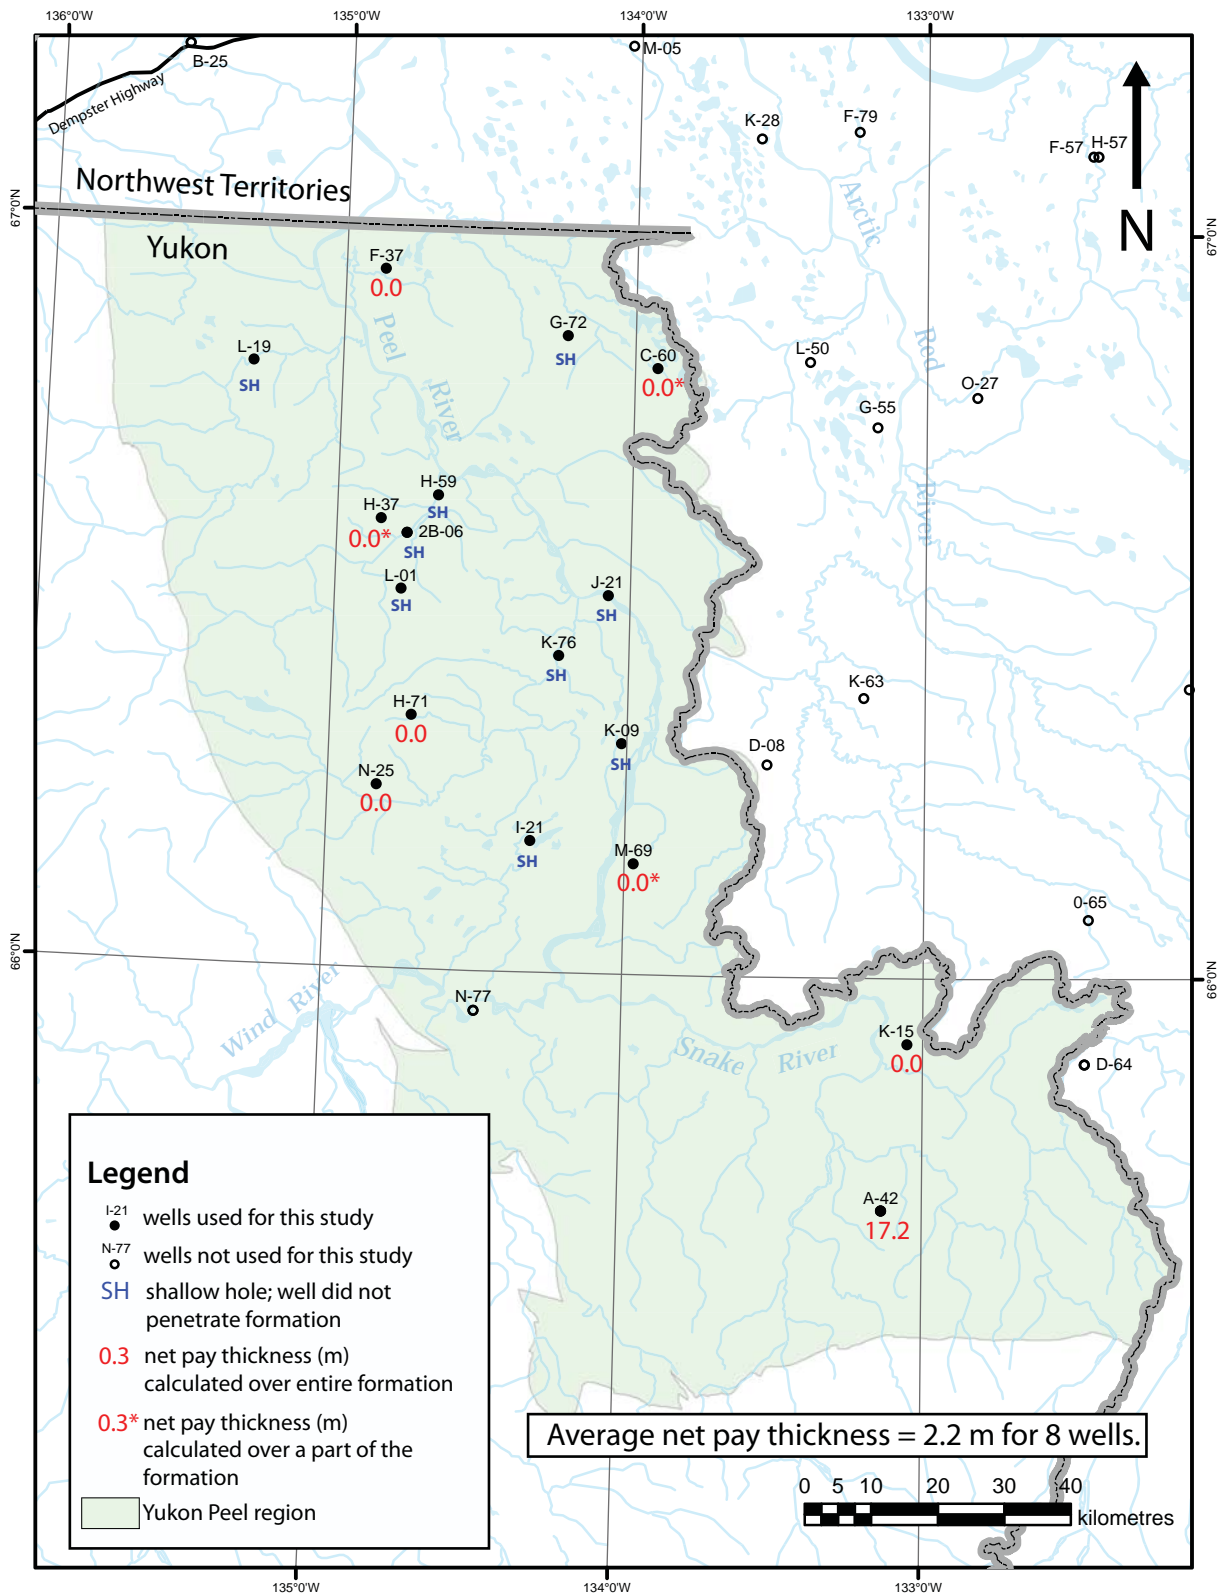 136°0'W
135°0'W
134°0'W
133°0'W
B-25
M-05
Dempster Highway
K-28
F-79
F-57
H-57
Northwest Territories
Arctic
67°0'N
67°0'N
N
Yukon
F-37
0.0
Peel
G-72
SH
L-19
SH
C-60
0.0*
Red
L-50
O-27
G-55
River
H-59
SH
H-37
0.0*
2B-06
SH
River
L-01
SH
J-21
SH
K-76
SH
K-63
H-71
0.0
K-09
SH
D-08
N-25
0.0
I-21
SH
M-69
0.0*
0-65
66°0'N
66°0'N
Wind River
N-77
Snake River
K-15
0.0
D-64
A-42
17.2
Legend
I-21 wells used for this study
N-77 wells not used for this study
SH shallow hole; well did not
penetrate formation
0.3 net pay thickness (m)
calculated over entire formation
0.3* net pay thickness (m)
calculated over a part of the
formation
Yukon Peel region
Average net pay thickness = 2.2 m for 8 wells.
0 5 10 20 30 40
kilometres
135°0'W
134°0'W
133°0'W